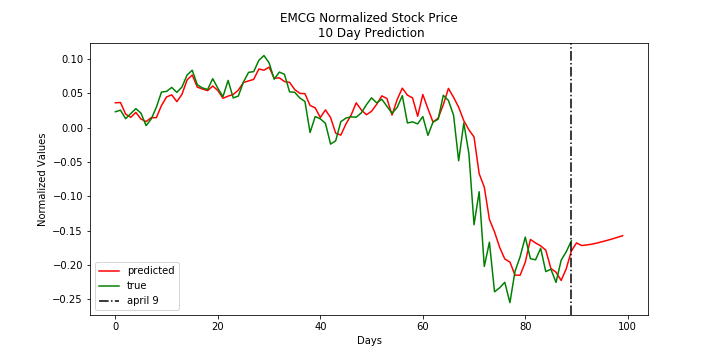 EMCG Normalized Stock Price
10 Day Prediction
Normalized Values
0.10
0.05
0.00
−0.05
−0.10
−0.15
−0.20
−0.25
predicted
true
april 9
0 20 40 60 80 100
Days